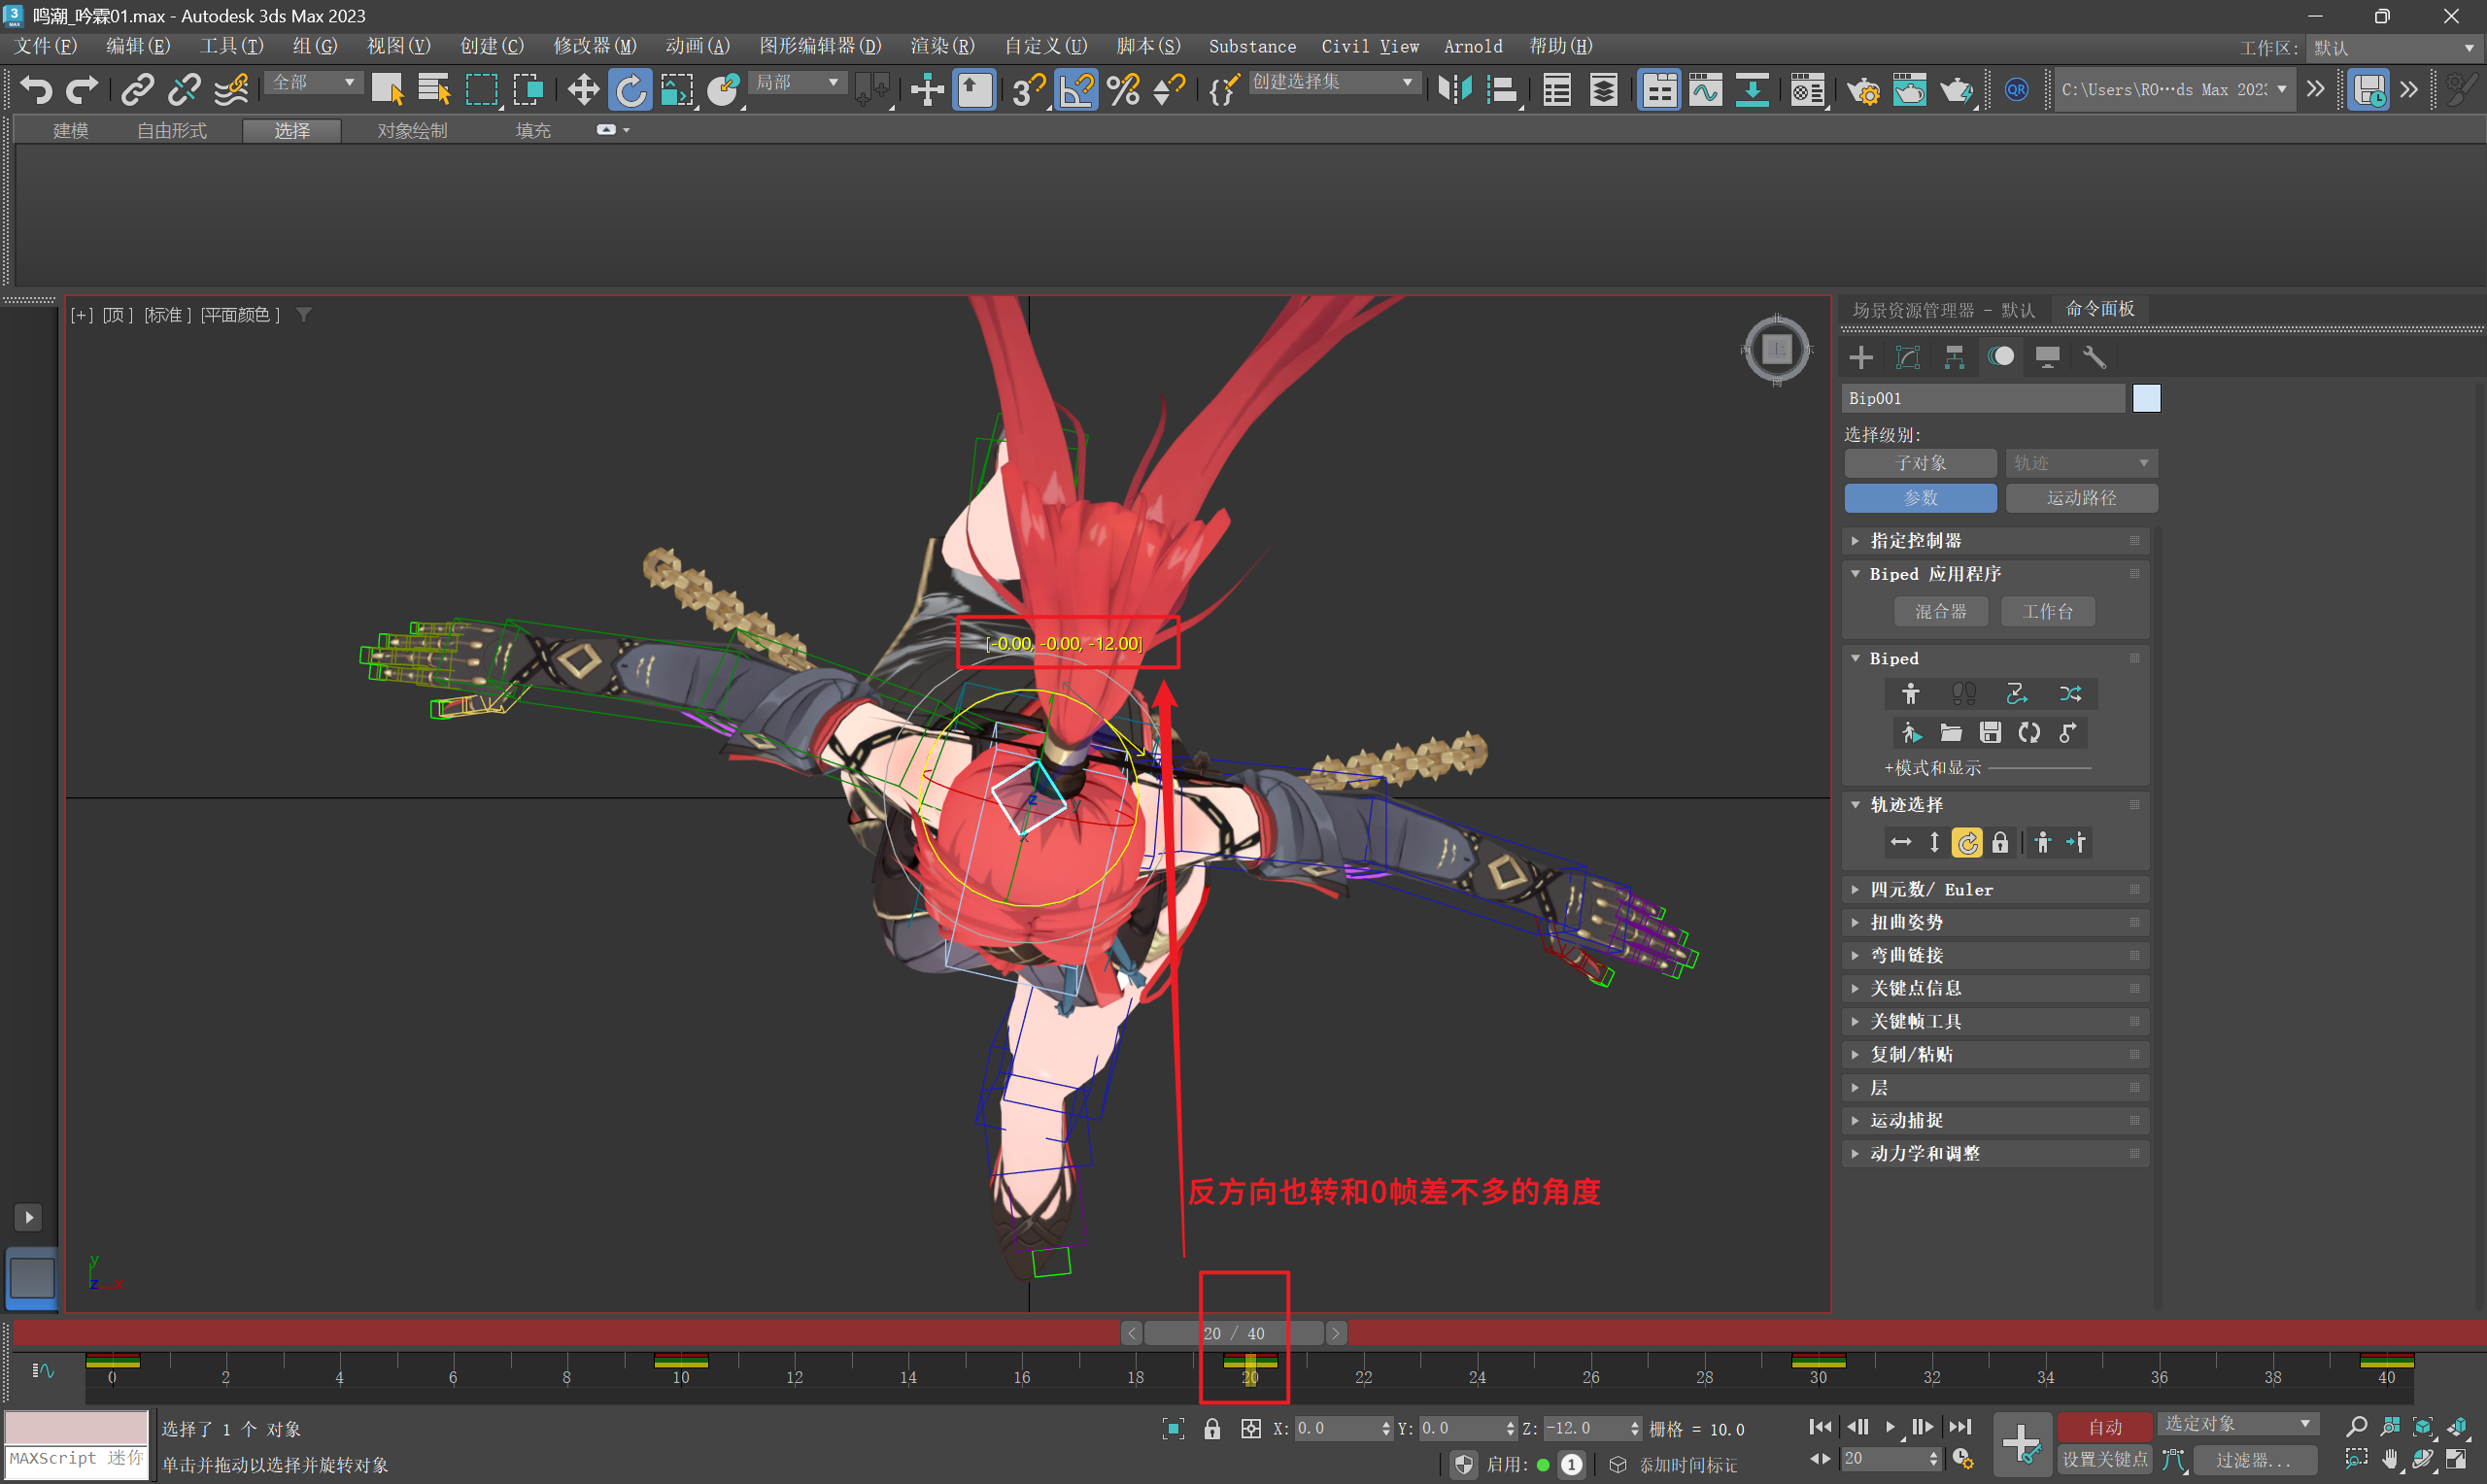 鸣潮_吟霖01.max - Autodesk 3ds Max 2023
文件(F) 编辑(E) 工具(T) 组(G) 视图(V) 创建(C) 修改器(M) 动画(A) 图形编辑器(D) 渲染(R) 自定义(U) 脚本(S) Substance Civil View Arnold 帮助(H) 工作区: 默认
全部 局部 创建选择集 QR C:\Users\RO…ds Max 202
建模 自由形式 选择 对象绘制 填充
[+] [顶] [标准] [平面颜色]
北
西 上 东
南
场景资源管理器 - 默认 命令面板
Bip001
选择级别:
子对象 轨迹
参数 运动路径
指定控制器
Biped 应用程序
混合器 工作台
Biped
+模式和显示
轨迹选择
四元数/ Euler
扭曲姿势
弯曲链接
关键点信息
关键帧工具
复制/粘贴
层
运动捕捉
动力学和调整
[-0.00, -0.00, -12.00]
z y
x
反方向也转和0帧差不多的角度
y
z x
20 / 40
0 2 4 6 8 10 12 14 16 18 20 22 24 26 28 30 32 34 36 38 40
选择了 1 个 对象 X: 0.0 Y: 0.0 Z: -12.0 栅格 = 10.0 自动 选定对象
MAXScript 迷你 单击并拖动以选择并旋转对象 启用: 1 添加时间标记 20 设置关键点 过滤器...